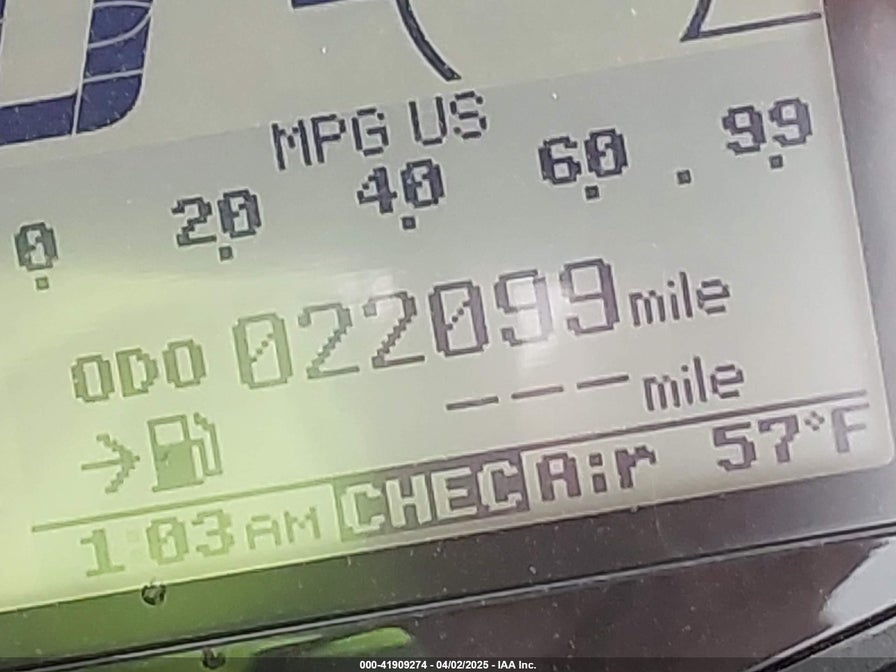 MPG US
0 20 40 60 . 99
ODO 022099 mile
--- mile
1:03 AM CHEC Air 57°F
000-41909274 - 04/02/2025 - IAA Inc.